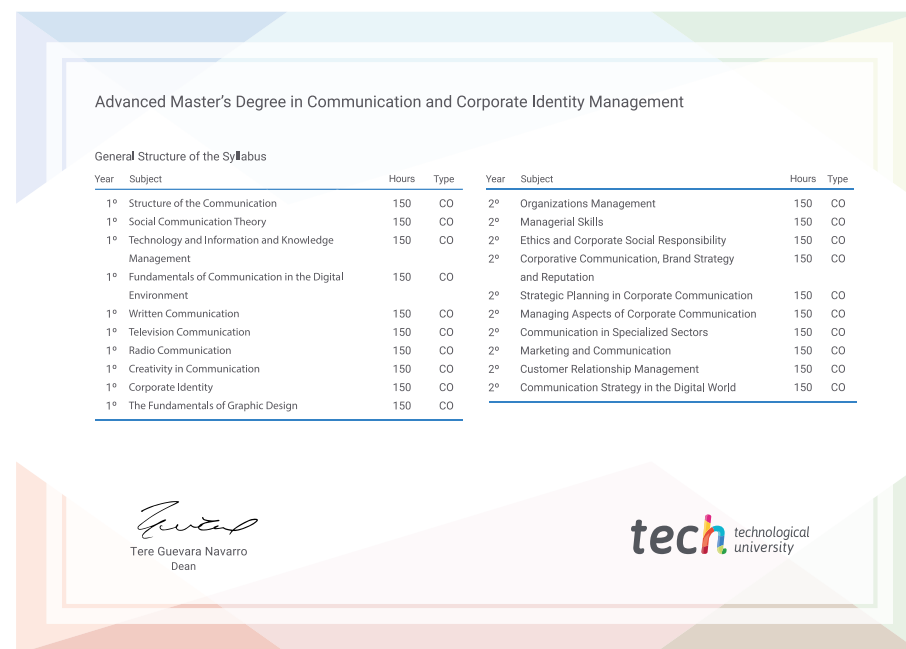 Advanced Master's Degree in Communication and Corporate Identity Management
General Structure of the Syllabus
Year Subject Hours Type
1º Structure of the Communication 150 CO
1º Social Communication Theory 150 CO
1º Technology and Information and Knowledge 150 CO
Management
1º Fundamentals of Communication in the Digital 150 CO
Environment
1º Written Communication 150 CO
1º Television Communication 150 CO
1º Radio Communication 150 CO
1º Creativity in Communication 150 CO
1º Corporate Identity 150 CO
1º The Fundamentals of Graphic Design 150 CO
Year Subject Hours Type
2º Organizations Management 150 CO
2º Managerial Skills 150 CO
2º Ethics and Corporate Social Responsibility 150 CO
2º Corporative Communication, Brand Strategy 150 CO
and Reputation
2º Strategic Planning in Corporate Communication 150 CO
2º Managing Aspects of Corporate Communication 150 CO
2º Communication in Specialized Sectors 150 CO
2º Marketing and Communication 150 CO
2º Customer Relationship Management 150 CO
2º Communication Strategy in the Digital World 150 CO
Tere Guevara Navarro
Dean
tech technological
university